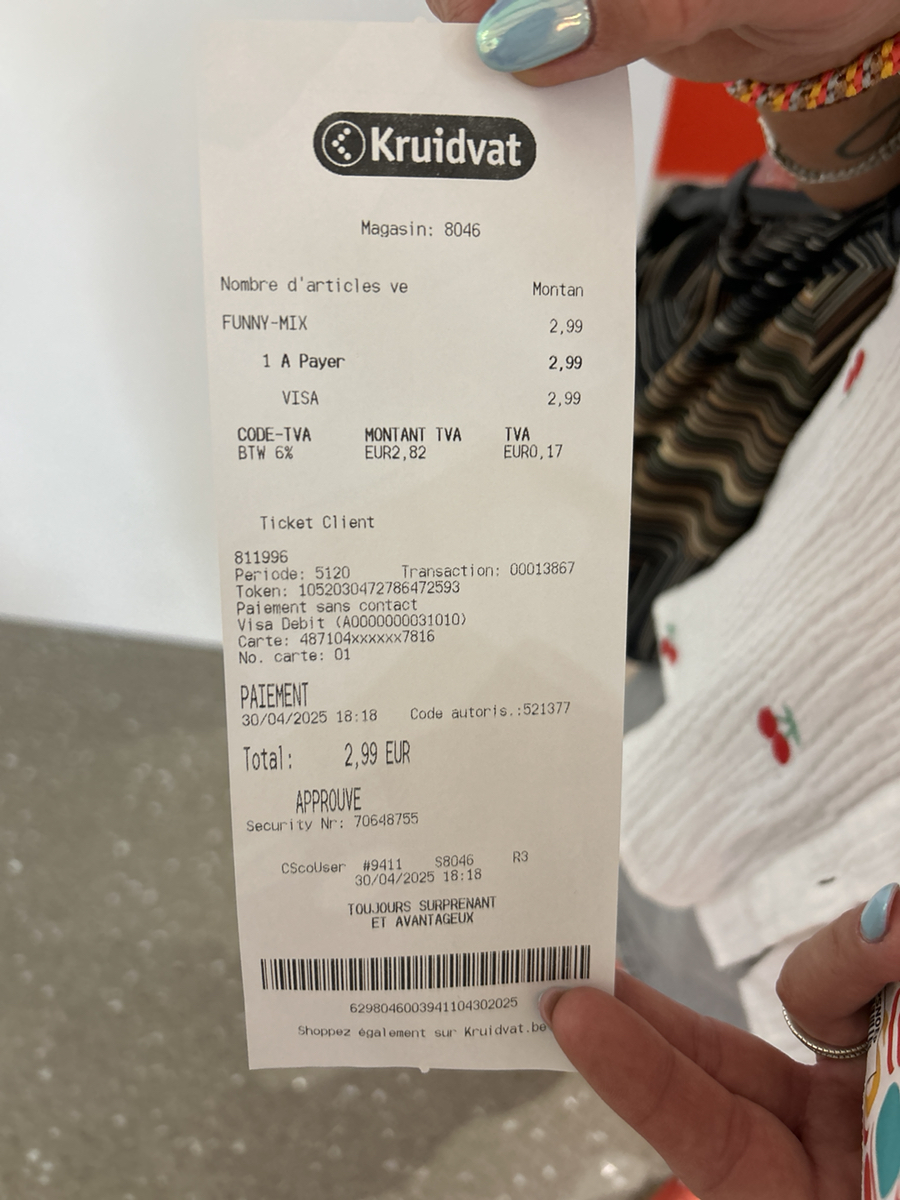 Kruidvat
Magasin: 8046
Nombre d'articles ve Montan
FUNNY-MIX 2,99
1 A Payer 2,99
VISA 2,99
CODE-TVA MONTANT TVA TVA
BTW 6% EUR2,82 EUR0,17
Ticket Client
811996
Periode: 5120 Transaction: 00013867
Token: 1052030472786472593
Paiement sans contact
Visa Debit (A0000000031010)
Carte: 487104xxxxxx7816
No. carte: 01
PAIEMENT
30/04/2025 18:18 Code autoris.:521377
Total: 2,99 EUR
APPROUVE
Security Nr: 70648755
CScoUser #9411 S8046 R3
30/04/2025 18:18
TOUJOURS SURPRENANT
ET AVANTAGEUX
6298046003941104302025
Shoppez également sur Kruidvat.be